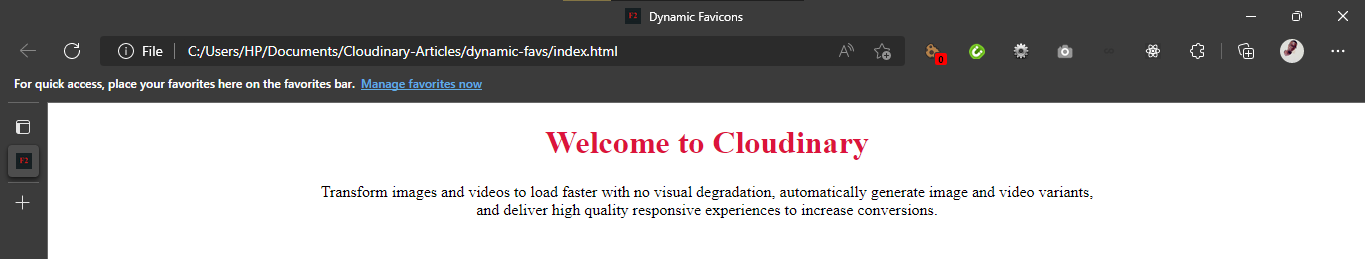 F2 Dynamic Favicons
File C:/Users/HP/Documents/Cloudinary-Articles/dynamic-favs/index.html A 0
For quick access, place your favorites here on the favorites bar. Manage favorites now
F2
Welcome to Cloudinary
Transform images and videos to load faster with no visual degradation, automatically generate image and video variants,
and deliver high quality responsive experiences to increase conversions.